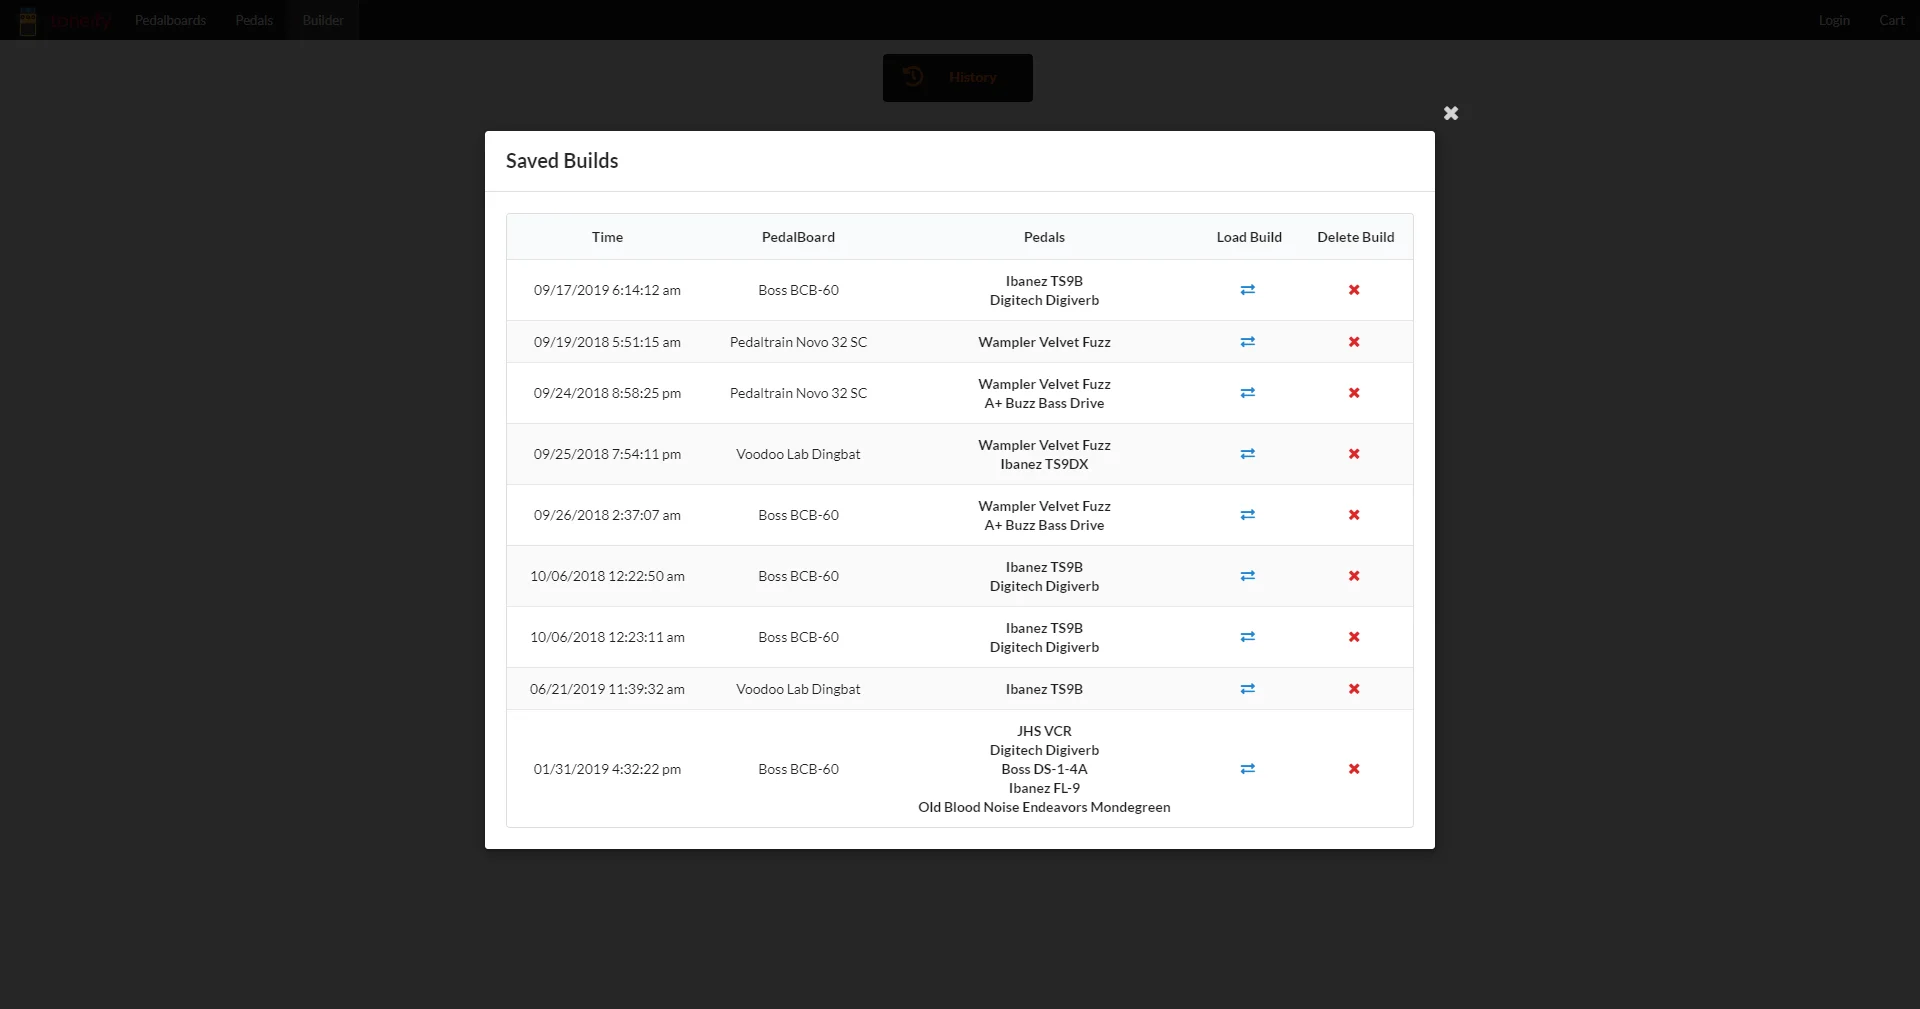 Pedalboards Pedals Builder Login Cart
History
Saved Builds
Time PedalBoard Pedals Load Build Delete Build
09/17/2019 6:14:12 am Boss BCB-60 Ibanez TS9B
Digitech Digiverb
09/19/2018 5:51:15 am Pedaltrain Novo 32 SC Wampler Velvet Fuzz
09/24/2018 8:58:25 pm Pedaltrain Novo 32 SC Wampler Velvet Fuzz
A+ Buzz Bass Drive
09/25/2018 7:54:11 pm Voodoo Lab Dingbat Wampler Velvet Fuzz
Ibanez TS9DX
09/26/2018 2:37:07 am Boss BCB-60 Wampler Velvet Fuzz
A+ Buzz Bass Drive
10/06/2018 12:22:50 am Boss BCB-60 Ibanez TS9B
Digitech Digiverb
10/06/2018 12:23:11 am Boss BCB-60 Ibanez TS9B
Digitech Digiverb
06/21/2019 11:39:32 am Voodoo Lab Dingbat Ibanez TS9B
01/31/2019 4:32:22 pm Boss BCB-60 JHS VCR
Digitech Digiverb
Boss DS-1-4A
Ibanez FL-9
Old Blood Noise Endeavors Mondegreen